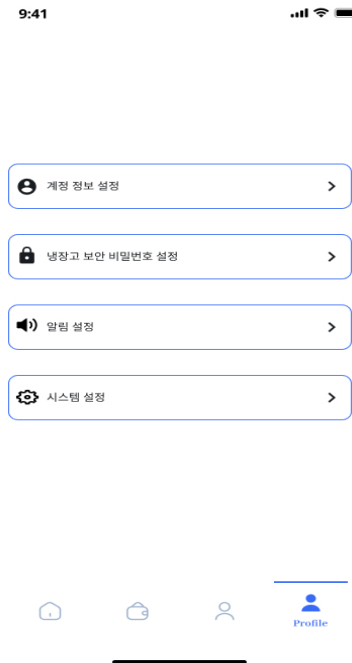 9:41
계정 정보 설정
냉장고 보안 비밀번호 설정
알림 설정
시스템 설정
Profile